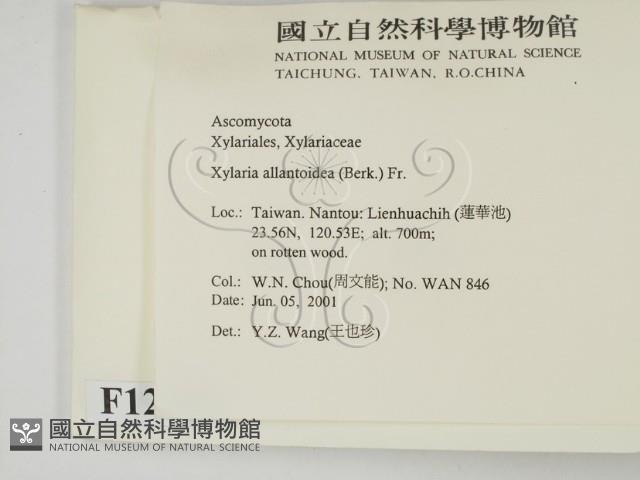 國立自然科學博物館
NATIONAL MUSEUM OF NATURAL SCIENCE
TAICHUNG, TAIWAN, R.O.CHINA
Ascomycota
Xylariales, Xylariaceae
Xylaria allantoidea (Berk.) Fr.
Loc.: Taiwan. Nantou: Lienhuachih (蓮華池)
23.56N, 120.53E; alt. 700m;
on rotten wood.
Col.: W.N. Chou(周文能); No. WAN 846
Date: Jun. 05, 2001
Det.: Y.Z. Wang(王也珍)
F12
國立自然科學博物館
NATIONAL MUSEUM OF NATURAL SCIENCE